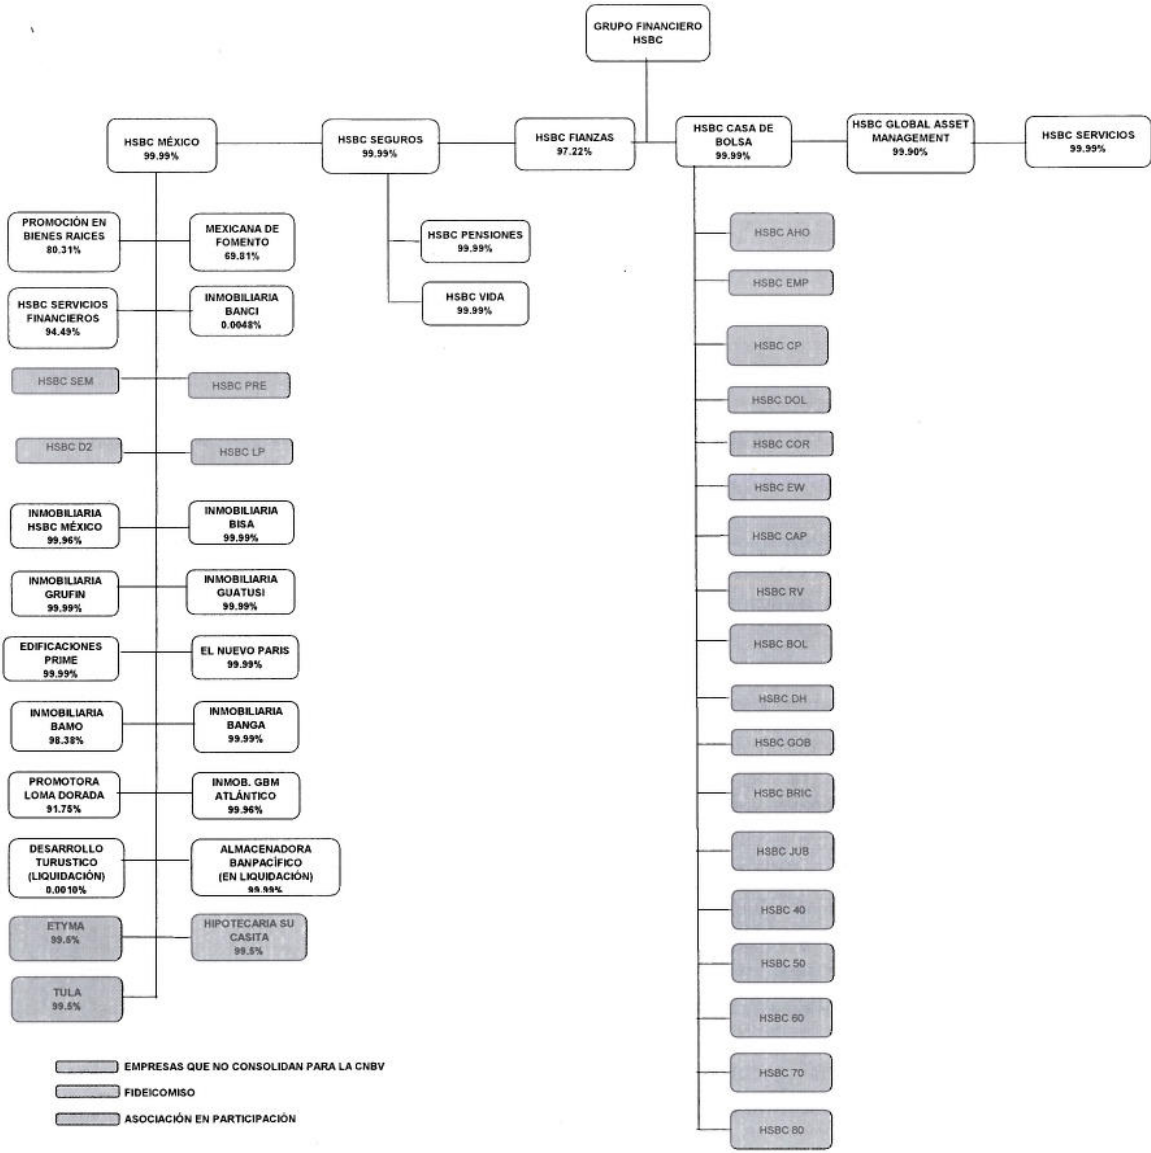 GRUPO FINANCIERO
HSBC
HSBC MÉXICO
99.99%
HSBC SEGUROS
99.99%
HSBC FIANZAS
97.22%
HSBC CASA DE
BOLSA
99.99%
HSBC GLOBAL ASSET
MANAGEMENT
99.90%
HSBC SERVICIOS
99.99%
PROMOCIÓN EN
BIENES RAICES
80.31%
MEXICANA DE
FOMENTO
69.81%
HSBC SERVICIOS
FINANCIEROS
94.49%
INMOBILIARIA
BANCI
0.0048%
HSBC SEM
HSBC PRE
HSBC D2
HSBC LP
INMOBILIARIA
HSBC MÉXICO
99.96%
INMOBILIARIA
BISA
99.99%
INMOBILIARIA
GRUFIN
99.99%
INMOBILIARIA
GUATUSI
99.99%
EDIFICACIONES
PRIME
99.99%
EL NUEVO PARIS
99.99%
INMOBILIARIA
BAMO
98.38%
INMOBILIARIA
BANGA
99.99%
PROMOTORA
LOMA DORADA
91.75%
INMOB. GBM
ATLÁNTICO
99.96%
DESARROLLO
TURUSTICO
(LIQUIDACIÓN)
0.0010%
ALMACENADORA
BANPACÍFICO
(EN LIQUIDACIÓN)
99.99%
ETYMA
99.5%
HIPOTECARIA SU
CASITA
99.5%
TULA
99.5%
HSBC PENSIONES
99.99%
HSBC VIDA
99.99%
HSBC AHO
HSBC EMP
HSBC CP
HSBC DOL
HSBC COR
HSBC EW
HSBC CAP
HSBC RV
HSBC BOL
HSBC DH
HSBC GOB
HSBC BRIC
HSBC JUB
HSBC 40
HSBC 50
HSBC 60
HSBC 70
HSBC 80
EMPRESAS QUE NO CONSOLIDAN PARA LA CNBV
FIDEICOMISO
ASOCIACIÓN EN PARTICIPACIÓN